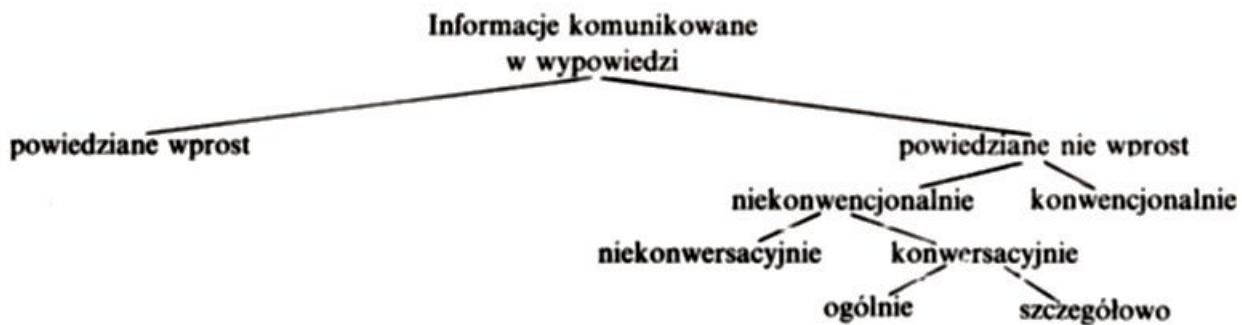 Informacje komunikowane
w wypowiedzi
powiedziane wprost
powiedziane nie wprost
niekonwencjonalnie
konwencjonalnie
niekonwersacyjnie
konwersacyjnie
ogólnie
szczegółowo